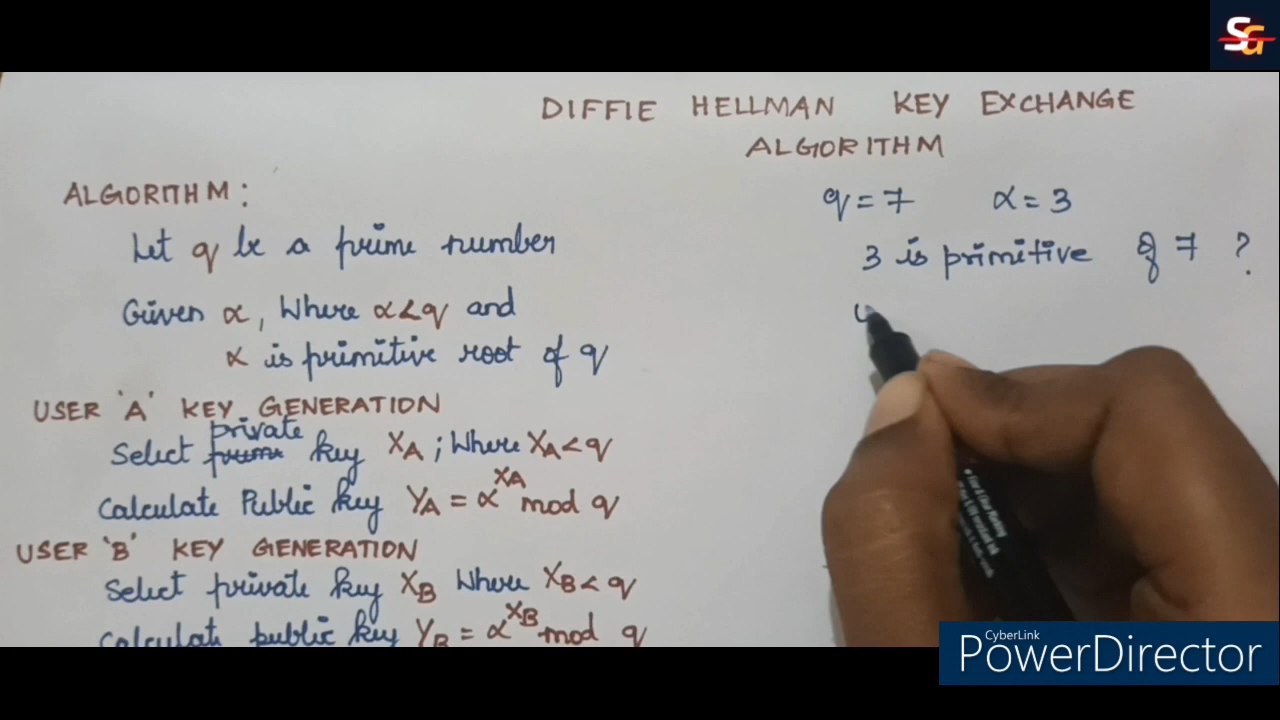 SG
DIFFIE HELLMAN KEY EXCHANGE
ALGORITHM
ALGORITHM:
Let q be a prime number
Given α, Where α<q and
α is primitive root of q
USER 'A' KEY GENERATION
private
Select key XA ; Where XA<q
Calculate Public key YA = α^XA mod q
USER 'B' KEY GENERATION
Select private key XB Where XB<q
Calculate public key YB = α^XB mod q
q = 7 α = 3
3 is primitive of 7 ?
CyberLink
PowerDirector